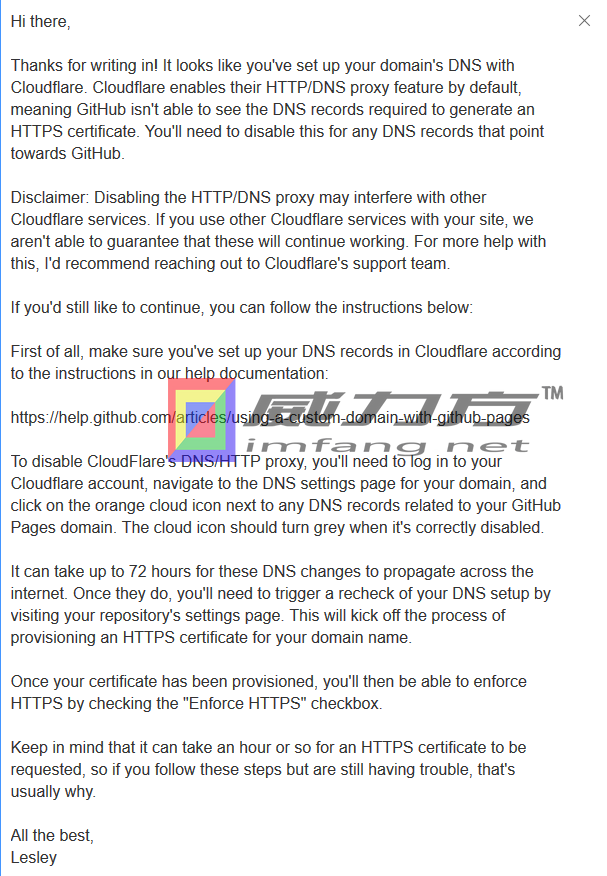 Hi there,
Thanks for writing in! It looks like you've set up your domain's DNS with
Cloudflare. Cloudflare enables their HTTP/DNS proxy feature by default,
meaning GitHub isn't able to see the DNS records required to generate an
HTTPS certificate. You'll need to disable this for any DNS records that point
towards GitHub.
Disclaimer: Disabling the HTTP/DNS proxy may interfere with other
Cloudflare services. If you use other Cloudflare services with your site, we
aren't able to guarantee that these will continue working. For more help with
this, I'd recommend reaching out to Cloudflare's support team.
If you'd still like to continue, you can follow the instructions below:
First of all, make sure you've set up your DNS records in Cloudflare according
to the instructions in our help documentation:
威力方™
https://help.github.com/articles/using-a-custom-domain-with-github-pages
imfang net
To disable CloudFlare's DNS/HTTP proxy, you'll need to log in to your
Cloudflare account, navigate to the DNS settings page for your domain, and
click on the orange cloud icon next to any DNS records related to your GitHub
Pages domain. The cloud icon should turn grey when it's correctly disabled.
It can take up to 72 hours for these DNS changes to propagate across the
internet. Once they do, you'll need to trigger a recheck of your DNS setup by
visiting your repository's settings page. This will kick off the process of
provisioning an HTTPS certificate for your domain name.
Once your certificate has been provisioned, you'll then be able to enforce
HTTPS by checking the "Enforce HTTPS" checkbox.
Keep in mind that it can take an hour or so for an HTTPS certificate to be
requested, so if you follow these steps but are still having trouble, that's
usually why.
All the best,
Lesley